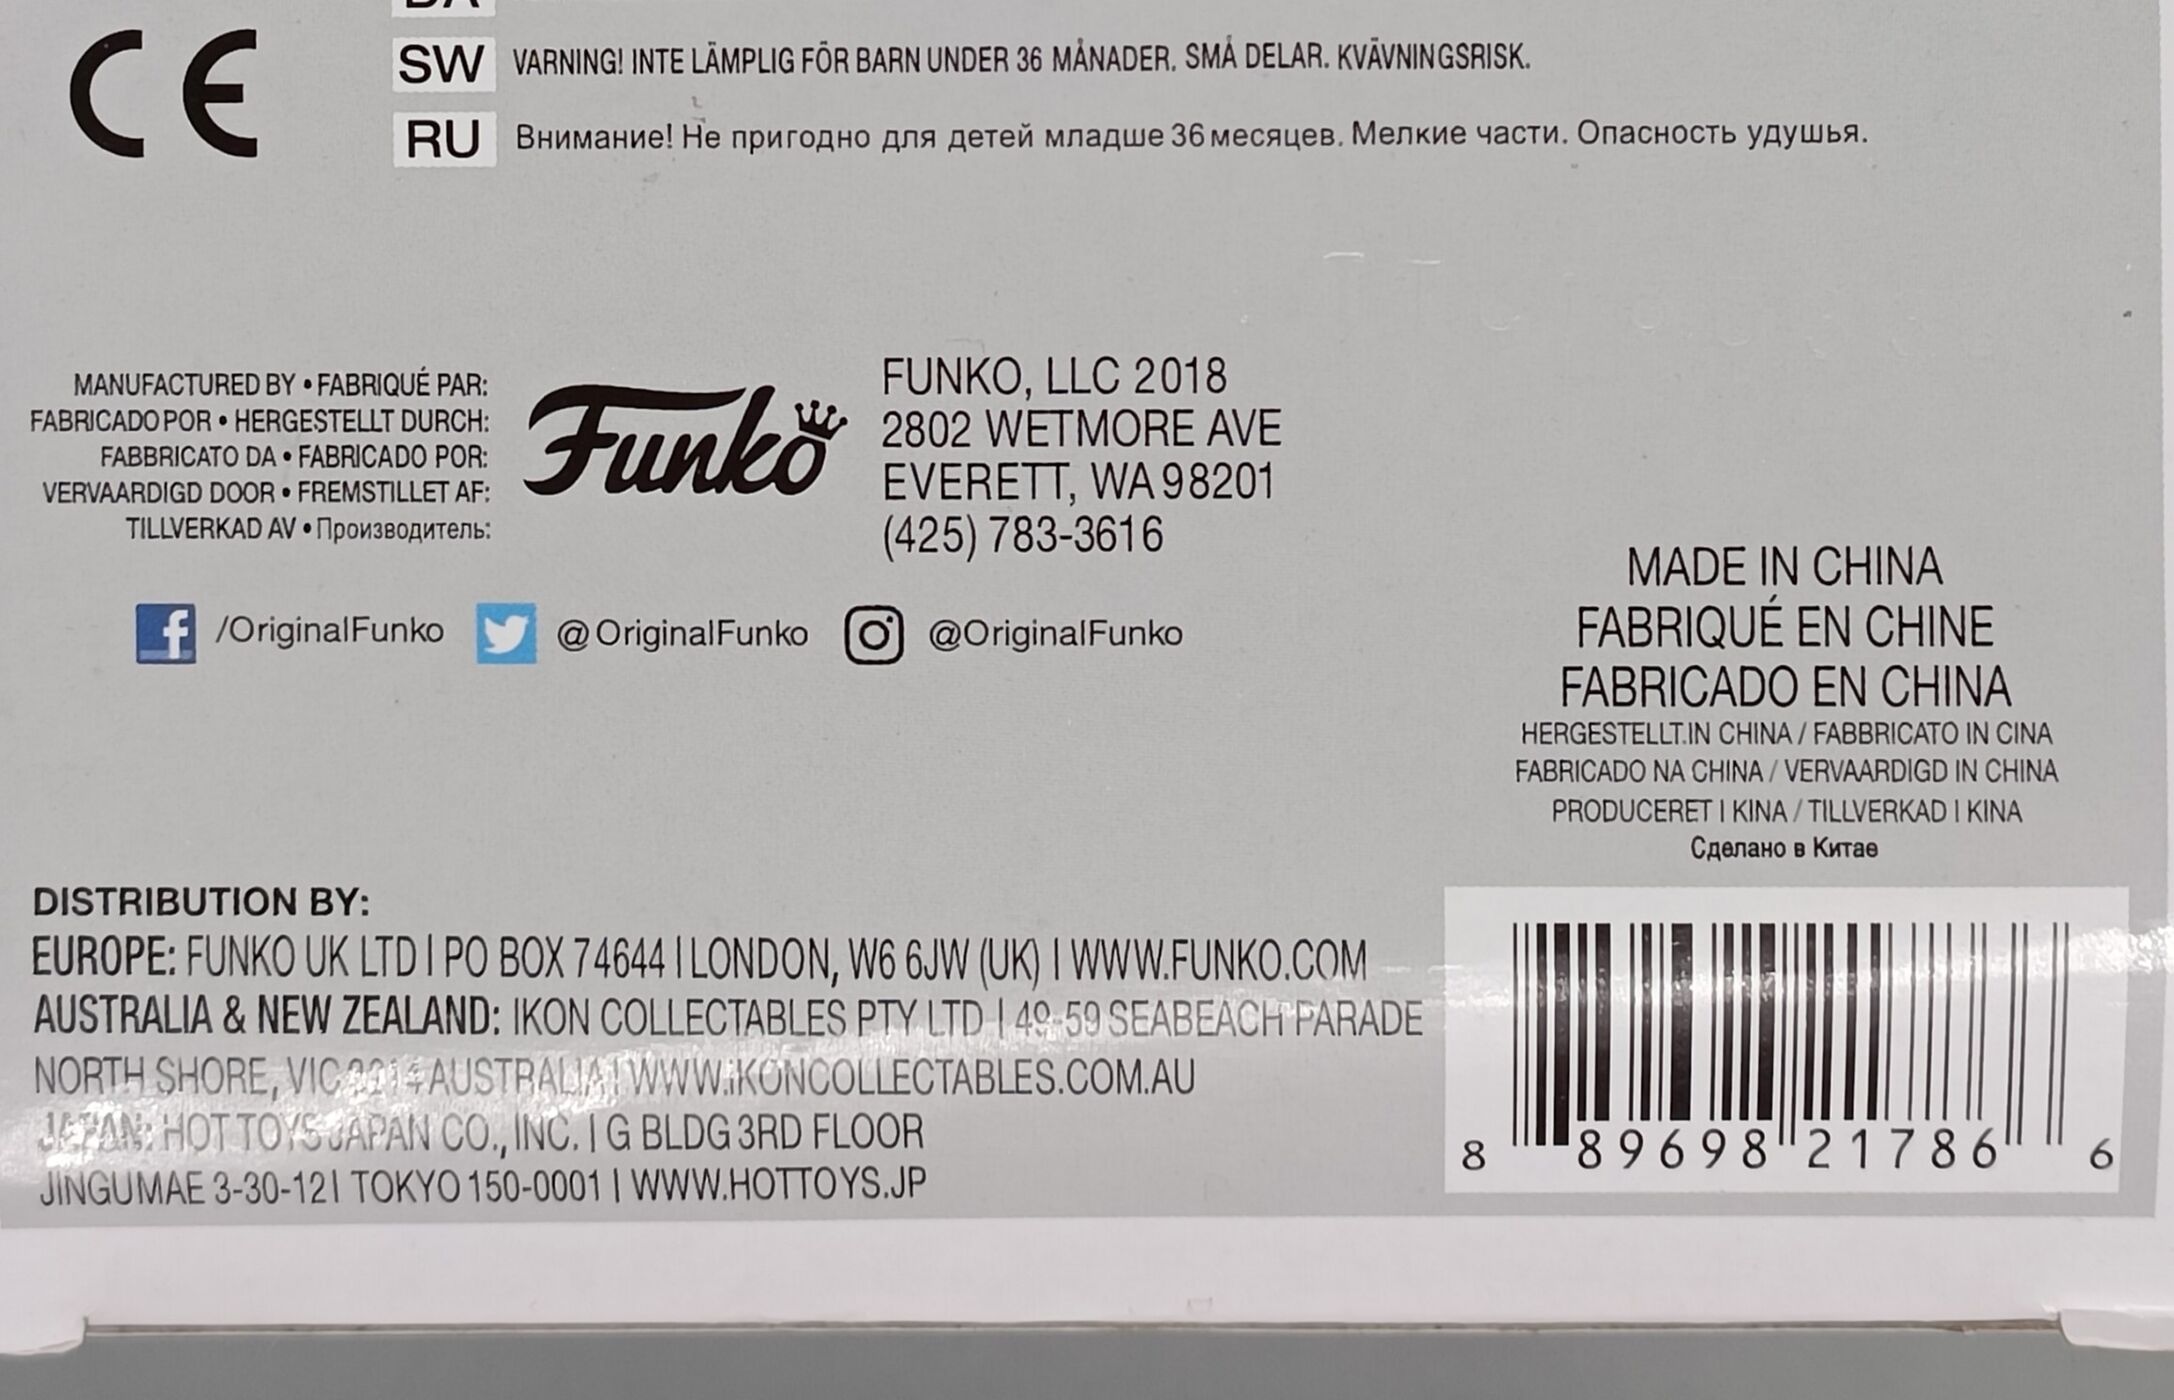 CE
SW VARNING! INTE LÄMPLIG FÖR BARN UNDER 36 MÅNADER. SMÅ DELAR. KVÄVNINGSRISK.
RU Внимание! Не пригодно для детей младше 36 месяцев. Мелкие части. Опасность удушья.
MANUFACTURED BY • FABRIQUÉ PAR:
FABRICADO POR • HERGESTELLT DURCH:
FABBRICATO DA • FABRICADO POR:
VERVAARDIGD DOOR • FREMSTILLET AF:
TILLVERKAD AV • Производитель:
Funko
FUNKO, LLC 2018
2802 WETMORE AVE
EVERETT, WA 98201
(425) 783-3616
/OriginalFunko @OriginalFunko @OriginalFunko
MADE IN CHINA
FABRIQUÉ EN CHINE
FABRICADO EN CHINA
HERGESTELLT.IN CHINA / FABBRICATO IN CINA
FABRICADO NA CHINA / VERVAARDIGD IN CHINA
PRODUCERET I KINA / TILLVERKAD I KINA
Сделано в Китае
DISTRIBUTION BY:
EUROPE: FUNKO UK LTD | PO BOX 74644 | LONDON, W6 6JW (UK) | WWW.FUNKO.COM
AUSTRALIA & NEW ZEALAND: IKON COLLECTABLES PTY LTD | 49-59 SEABEACH PARADE
NORTH SHORE, VIC AUSTRALIA | WWW.IKONCOLLECTABLES.COM.AU
JAPAN: HOT TOYS JAPAN CO., INC. | G BLDG 3RD FLOOR
JINGUMAE 3-30-12 | TOKYO 150-0001 | WWW.HOTTOYS.JP
8 89698 21786 6